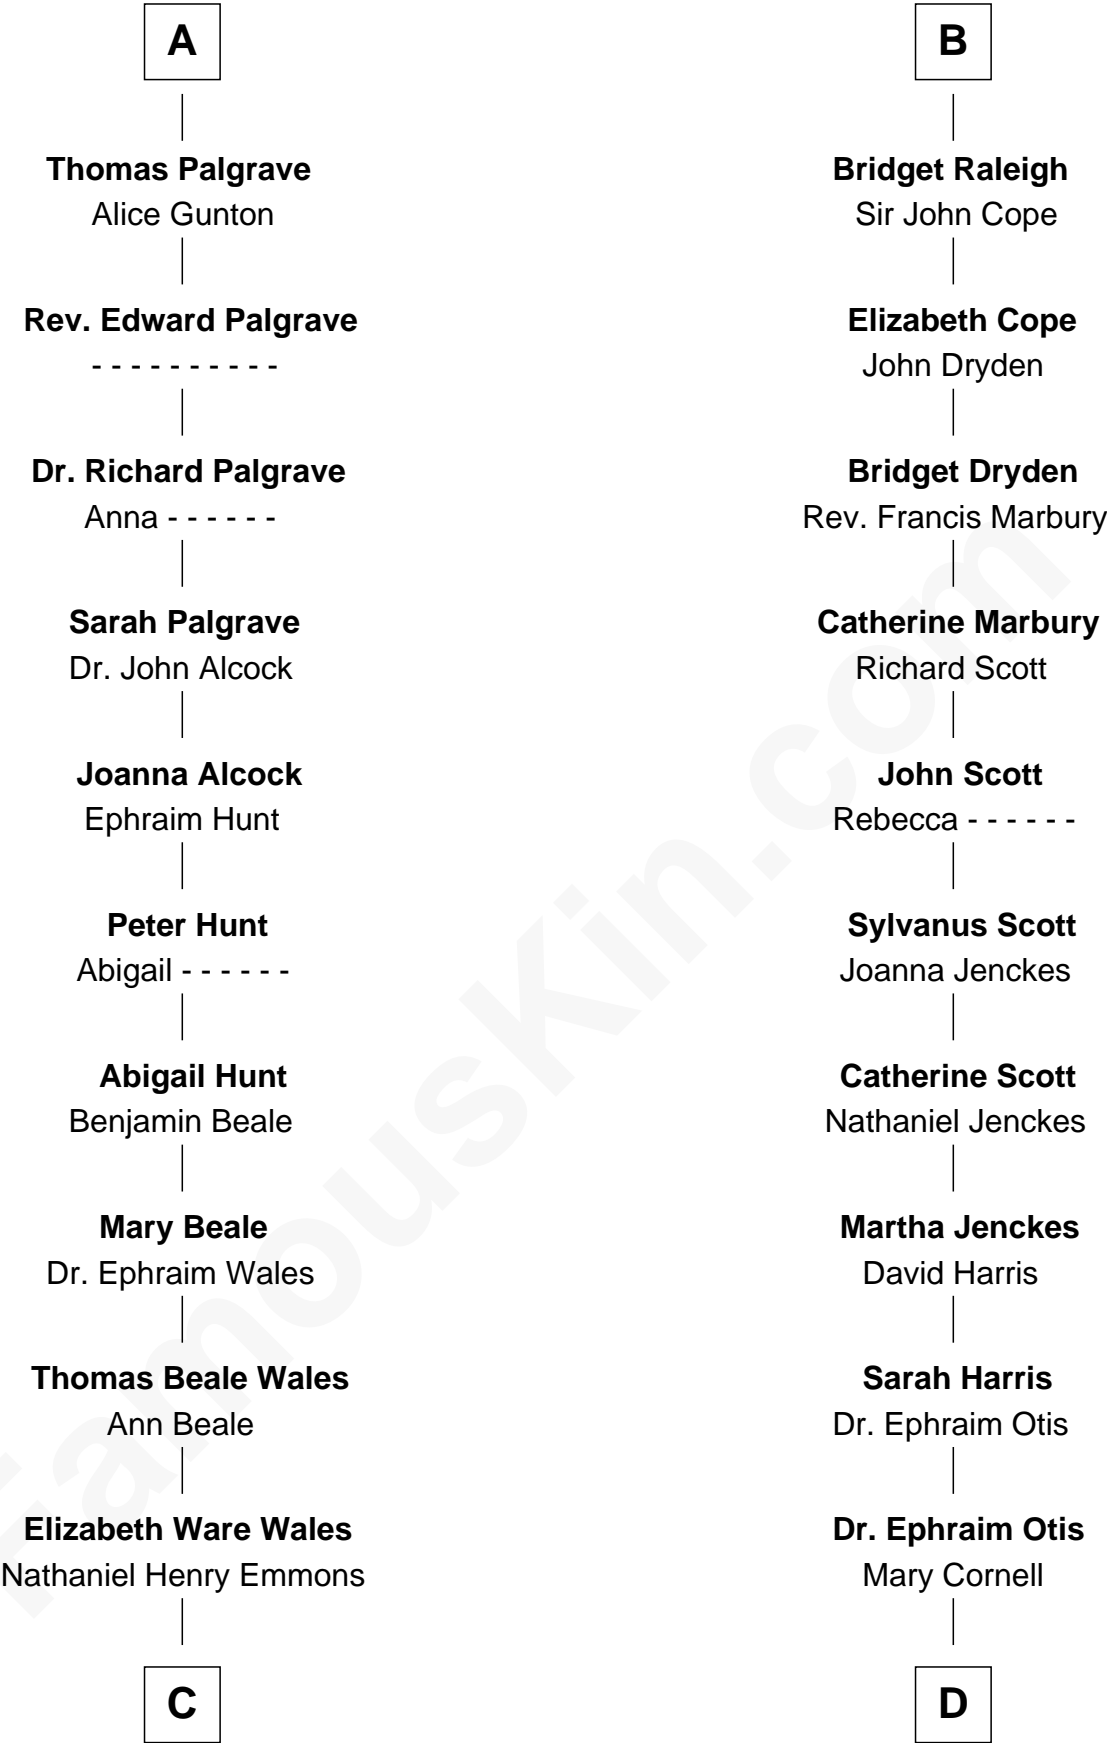 A
Thomas Palgrave
Alice Gunton
Rev. Edward Palgrave
- - - - - - - - - -
Dr. Richard Palgrave
Anna - - - - - -
Sarah Palgrave
Dr. John Alcock
Joanna Alcock
Ephraim Hunt
Peter Hunt
Abigail - - - - - -
Abigail Hunt
Benjamin Beale
Mary Beale
Dr. Ephraim Wales
Thomas Beale Wales
Ann Beale
Elizabeth Ware Wales
Nathaniel Henry Emmons
C
B
Bridget Raleigh
Sir John Cope
Elizabeth Cope
John Dryden
Bridget Dryden
Rev. Francis Marbury
Catherine Marbury
Richard Scott
John Scott
Rebecca - - - - - -
Sylvanus Scott
Joanna Jenckes
Catherine Scott
Nathaniel Jenckes
Martha Jenckes
David Harris
Sarah Harris
Dr. Ephraim Otis
Dr. Ephraim Otis
Mary Cornell
D
FamousKin.com